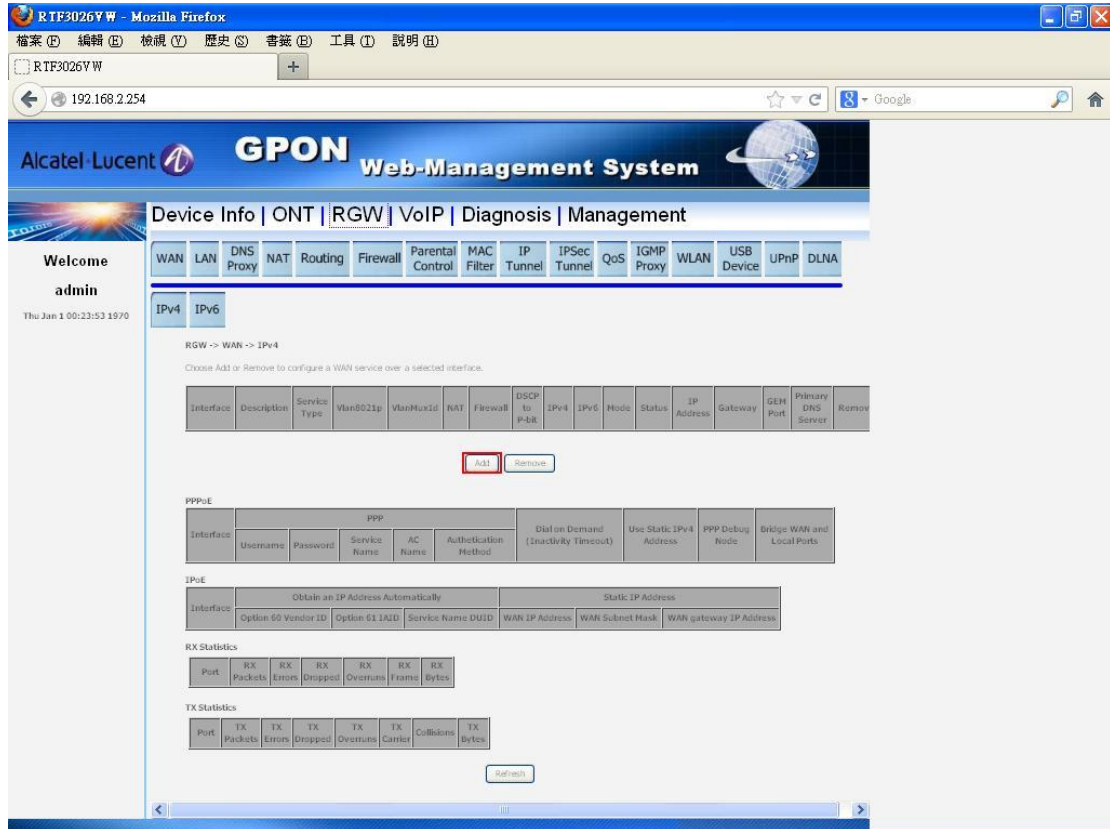 RTF3026VW - Mozilla Firefox
檔案(F) 編輯(E) 檢視(V) 歷史(S) 書籤(B) 工具(T) 說明(H)
RTF3026VW
192.168.2.254
Google
Alcatel·Lucent
GPON Web-Management System
Device Info | ONT | RGW | VoIP | Diagnosis | Management
Welcome
admin
Thu Jan 1 00:23:53 1970
WAN LAN DNS Proxy NAT Routing Firewall Parental Control MAC Filter IP Tunnel IPSec Tunnel QoS IGMP Proxy WLAN USB Device UPnP DLNA
IPv4 IPv6
RGW -> WAN -> IPv4
Choose Add or Remove to configure a WAN service over a selected interface.
Interface Description Service Type Vlan8021p VlanMuxId NAT Firewall DSCP to P-bit IPv4 IPv6 Mode Status IP Address Gateway GEM Port Primary DNS Server Remov
Add Remove
PPPoE
Interface PPP Dial on Demand (Inactivity Timeout) Use Static IPv4 Address PPP Debug Node Bridge WAN and Local Ports
Username Password Service Name AC Name Authetication Method
IPoE
Interface Obtain an IP Address Automatically Static IP Address
Option 60 Vendor ID Option 61 IAID Service Name DUID WAN IP Address WAN Subnet Mask WAN gateway IP Address
RX Statistics
Port RX Packets RX Errors RX Dropped RX Overruns RX Frame RX Bytes
TX Statistics
Port TX Packets TX Errors TX Dropped TX Overruns TX Carrier Collisions TX Bytes
Refresh